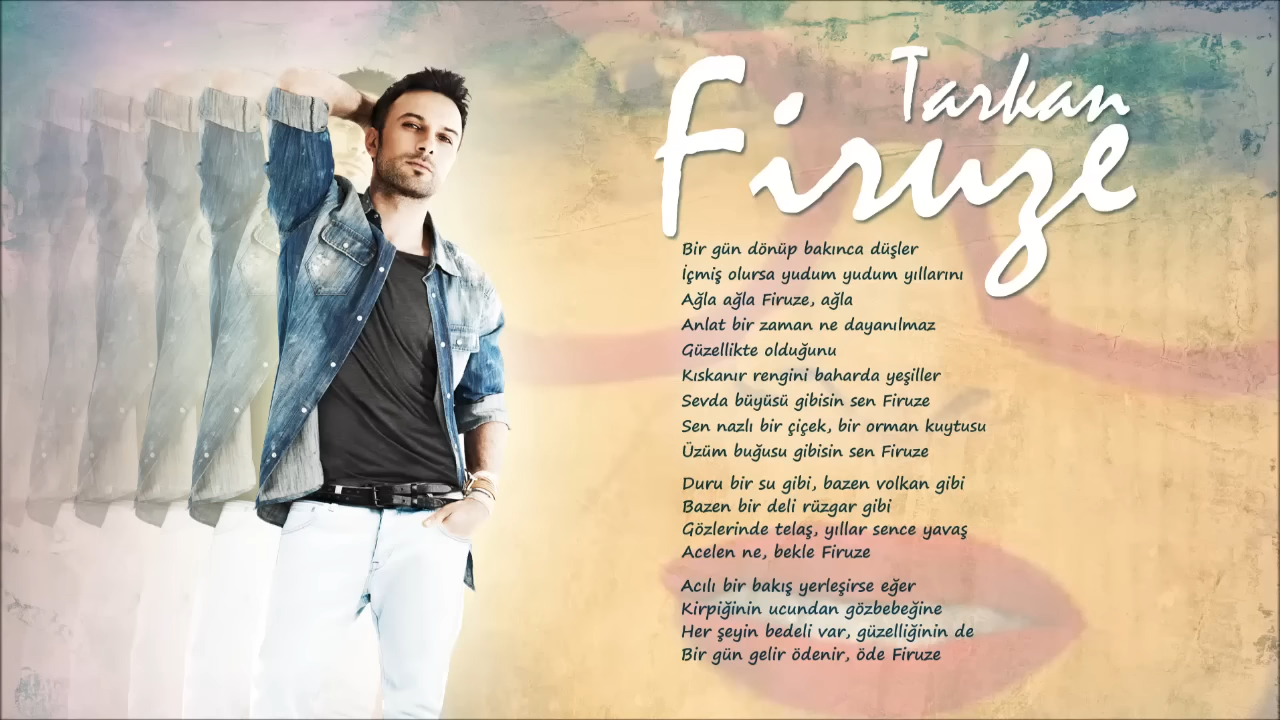 Tarkan
Firuze
Bir gün dönüp bakınca düşler
İçmiş olursa yudum yudum yıllarını
Ağla ağla Firuze, ağla
Anlat bir zaman ne dayanılmaz
Güzellikte olduğunu
Kıskanır rengini baharda yeşiller
Sevda büyüsü gibisin sen Firuze
Sen nazlı bir çiçek, bir orman kuytusu
Üzüm buğusu gibisin sen Firuze
Duru bir su gibi, bazen volkan gibi
Bazen bir deli rüzgar gibi
Gözlerinde telaş, yıllar sence yavaş
Acelen ne, bekle Firuze
Acılı bir bakış yerleşirse eğer
Kirpiğinin ucundan gözbebeğine
Her şeyin bedeli var, güzelliğinin de
Bir gün gelir ödenir, öde Firuze